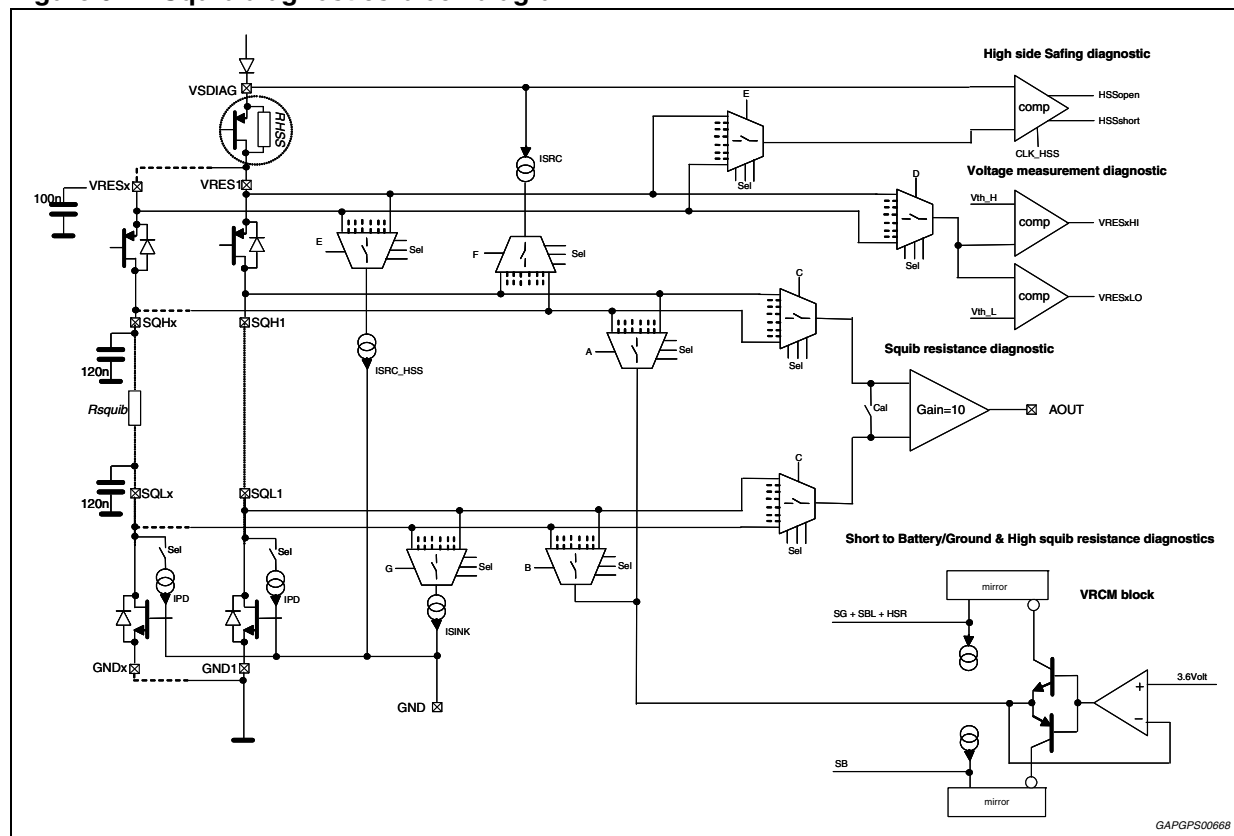 High side Safing diagnostic
VSDIAG
RHSS
E
comp
HSSopen
HSSshort
CLK_HSS
ISRC
Sel
VRESx
VRES1
100n
Voltage measurement diagnostic
D
Vth_H
comp
VRESxHI
Sel
comp
VRESxLO
Vth_L
E
Sel
F
Sel
C
SQHx
SQH1
A
Sel
Sel
120n
ISRC_HSS
Squib resistance diagnostic
Rsquib
Cal
Gain=10
AOUT
C
SQLx
SQL1
120n
Sel
Sel
Sel
G
Sel
B
Sel
Short to Battery/Ground & High squib resistance diagnostics
IPD
IPD
ISINK
mirror
VRCM block
SG + SBL + HSR
GNDx
GND1
GND
3.6Volt
+
-
SB
mirror
GAPGPS00668